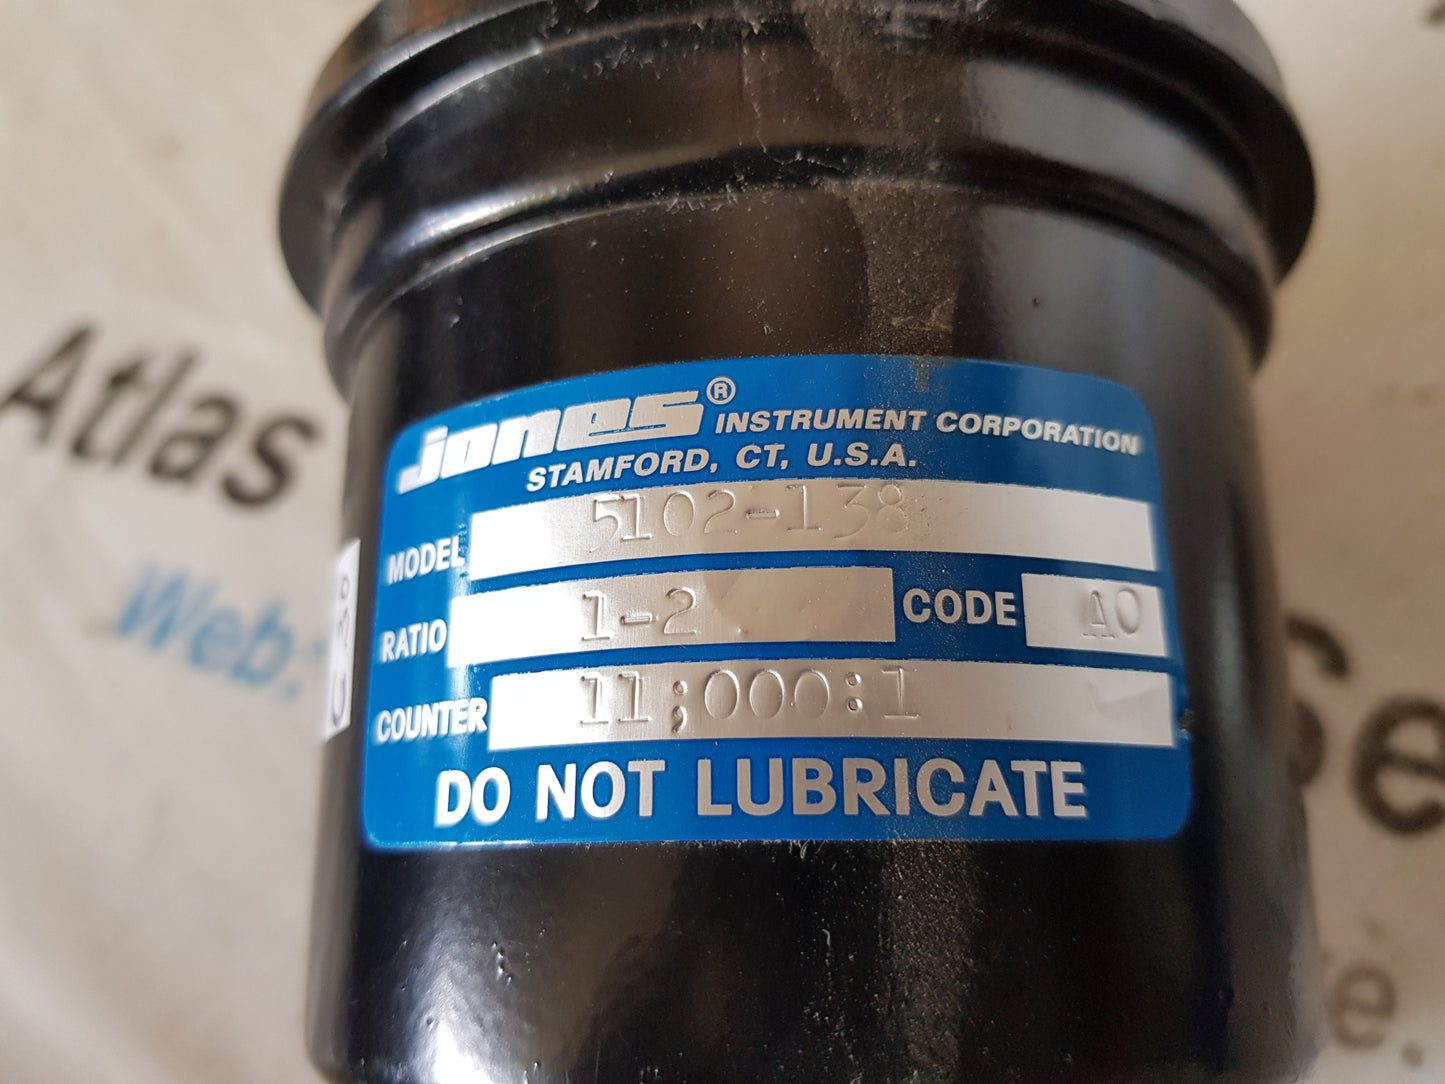 Atlas
Web:
Jones® INSTRUMENT CORPORATION
STAMFORD, CT, U.S.A.
MODEL 5102-138
RATIO 1-2 CODE A0
COUNTER 11;000:1
DO NOT LUBRICATE